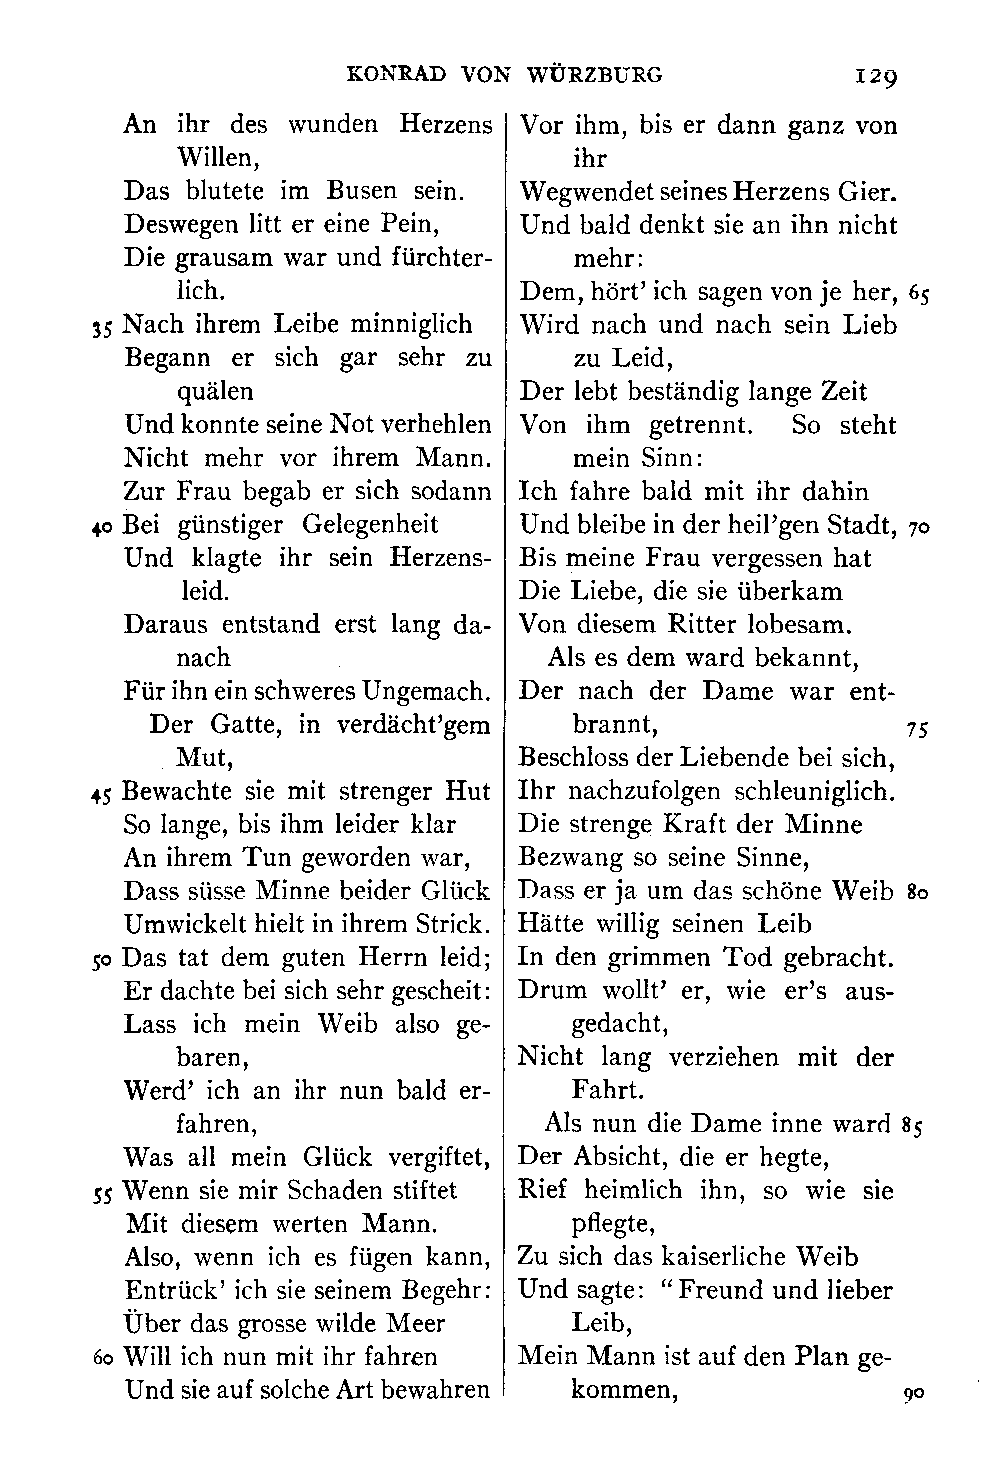 KONRAD VON WÜRZBURG 129
An ihr des wunden Herzens
Willen,
Das blutete im Busen sein.
Deswegen litt er eine Pein,
Die grausam war und fürchter-
lich.
35 Nach ihrem Leibe minniglich
Begann er sich gar sehr zu
quälen
Und konnte seine Not verhehlen
Nicht mehr vor ihrem Mann.
Zur Frau begab er sich sodann
40 Bei günstiger Gelegenheit
Und klagte ihr sein Herzens-
leid.
Daraus entstand erst lang da-
nach
Für ihn ein schweres Ungemach.
Der Gatte, in verdächt'gem
Mut,
45 Bewachte sie mit strenger Hut
So lange, bis ihm leider klar
An ihrem Tun geworden war,
Dass süsse Minne beider Glück
Umwickelt hielt in ihrem Strick.
50 Das tat dem guten Herrn leid;
Er dachte bei sich sehr gescheit:
Lass ich mein Weib also ge-
baren,
Werd' ich an ihr nun bald er-
fahren,
Was all mein Glück vergiftet,
55 Wenn sie mir Schaden stiftet
Mit diesem werten Mann.
Also, wenn ich es fügen kann,
Entrück' ich sie seinem Begehr:
Über das grosse wilde Meer
60 Will ich nun mit ihr fahren
Und sie auf solche Art bewahren
Vor ihm, bis er dann ganz von
ihr
Wegwendet seines Herzens Gier.
Und bald denkt sie an ihn nicht
mehr:
Dem, hört' ich sagen von je her, 65
Wird nach und nach sein Lieb
zu Leid,
Der lebt beständig lange Zeit
Von ihm getrennt. So steht
mein Sinn:
Ich fahre bald mit ihr dahin
Und bleibe in der heil'gen Stadt, 70
Bis meine Frau vergessen hat
Die Liebe, die sie überkam
Von diesem Ritter lobesam.
Als es dem ward bekannt,
Der nach der Dame war ent-
brannt, 75
Beschloss der Liebende bei sich,
Ihr nachzufolgen schleuniglich.
Die strenge Kraft der Minne
Bezwang so seine Sinne,
Dass er ja um das schöne Weib 80
Hätte willig seinen Leib
In den grimmen Tod gebracht.
Drum wollt' er, wie er's aus-
gedacht,
Nicht lang verziehen mit der
Fahrt.
Als nun die Dame inne ward 85
Der Absicht, die er hegte,
Rief heimlich ihn, so wie sie
pflegte,
Zu sich das kaiserliche Weib
Und sagte: "Freund und lieber
Leib,
Mein Mann ist auf den Plan ge-
kommen, 90